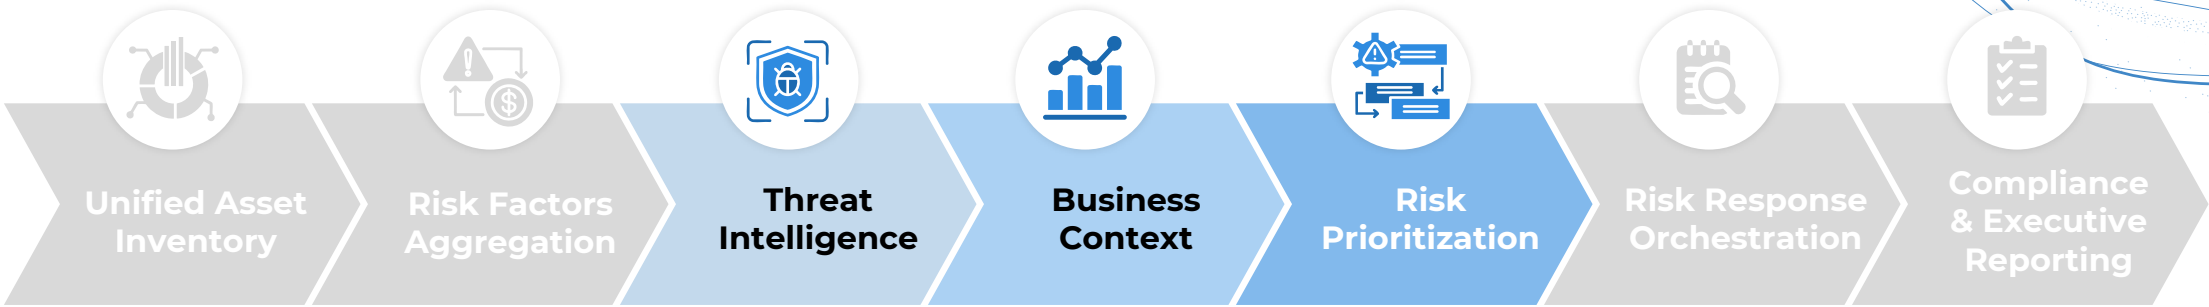 Unified Asset
Inventory
Risk Factors
Aggregation
Threat
Intelligence
Business
Context
Risk
Prioritization
Risk Response
Orchestration
Compliance
& Executive
Reporting